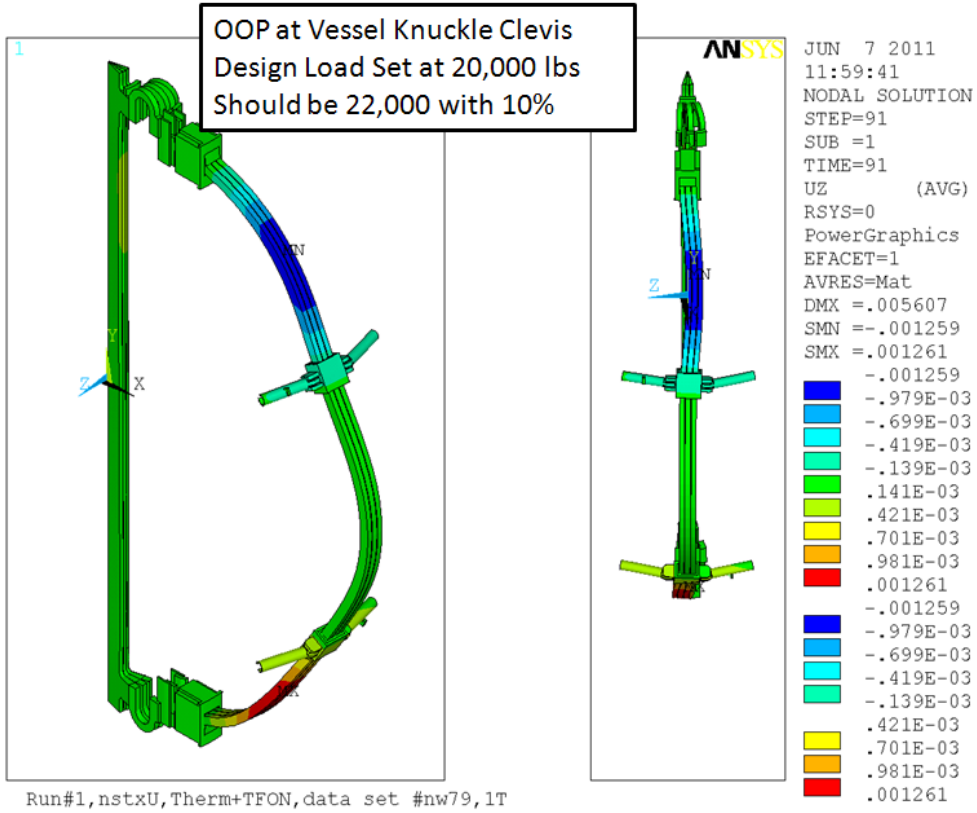 OOP at Vessel Knuckle Clevis
Design Load Set at 20,000 lbs
Should be 22,000 with 10%
1
ANSYS
JUN 7 2011
11:59:41
NODAL SOLUTION
STEP=91
SUB =1
TIME=91
UZ (AVG)
RSYS=0
PowerGraphics
EFACET=1
AVRES=Mat
DMX =.005607
SMN =-.001259
SMX =.001261
-.001259
-.979E-03
-.699E-03
-.419E-03
-.139E-03
.141E-03
.421E-03
.701E-03
.981E-03
.001261
-.001259
-.979E-03
-.699E-03
-.419E-03
-.139E-03
.421E-03
.701E-03
.981E-03
.001261
Y
Z
X
Y
Z
Run#1,nstxU,Therm+TFON,data set #nw79,1T